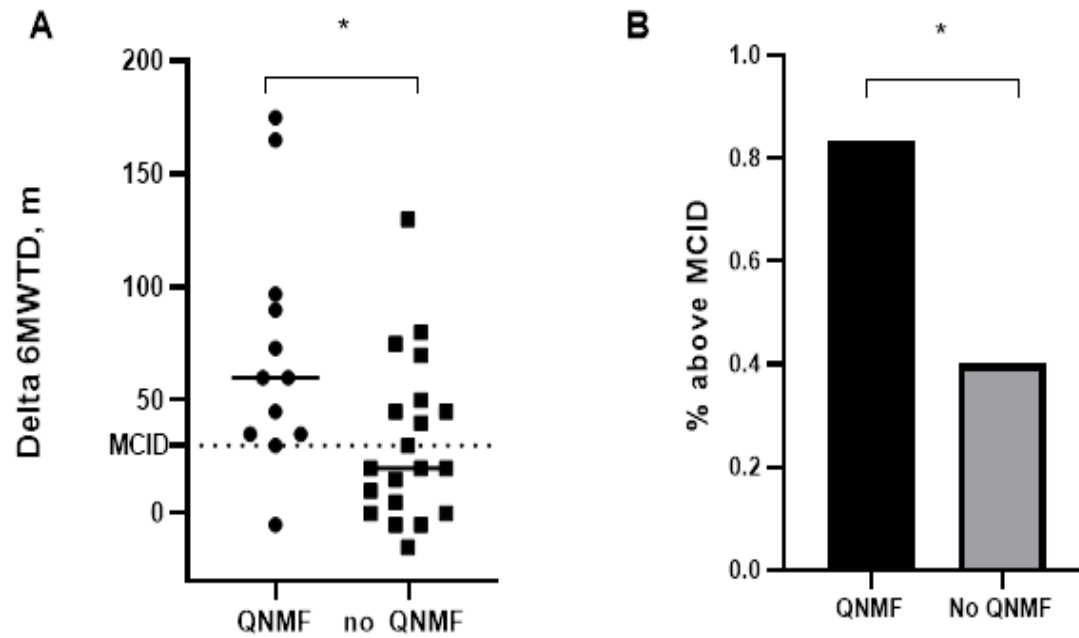 A
*
200
150
100
50
MCID
0
Delta 6MWTD, m
QNMF no QNMF
B
*
1.0
0.8
0.6
0.4
0.2
0.0
% above MCID
QNMF No QNMF